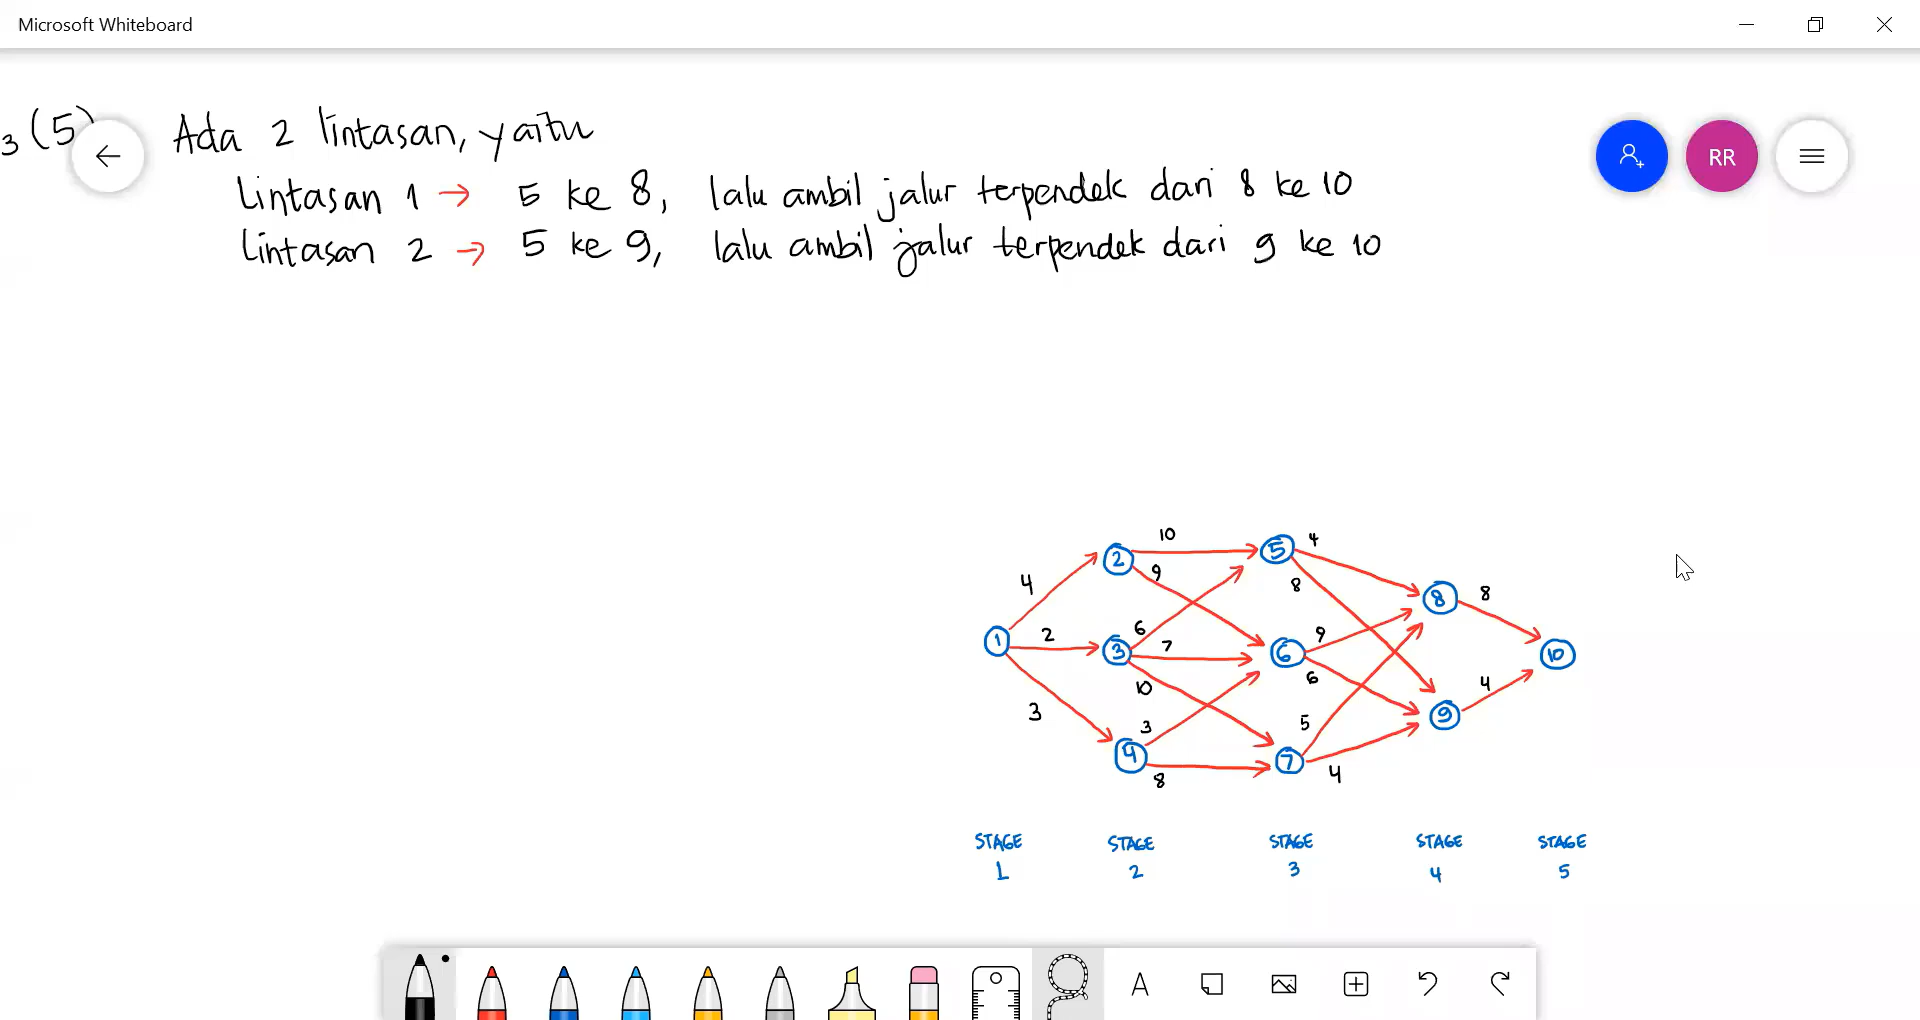 Microsoft Whiteboard
3 (5) Ada 2 lintasan, yaitu
RR
Lintasan 1 → 5 ke 8, lalu ambil jalur terpendek dari 8 ke 10
Lintasan 2 → 5 ke 9, lalu ambil jalur terpendek dari 9 ke 10
10
2 5 4
4 9 8
8 8
2 6 9
1 3 7 6 10
10 6 4
3 3 5 9
4 7
8 4
STAGE STAGE STAGE STAGE STAGE
1 2 3 4 5
A